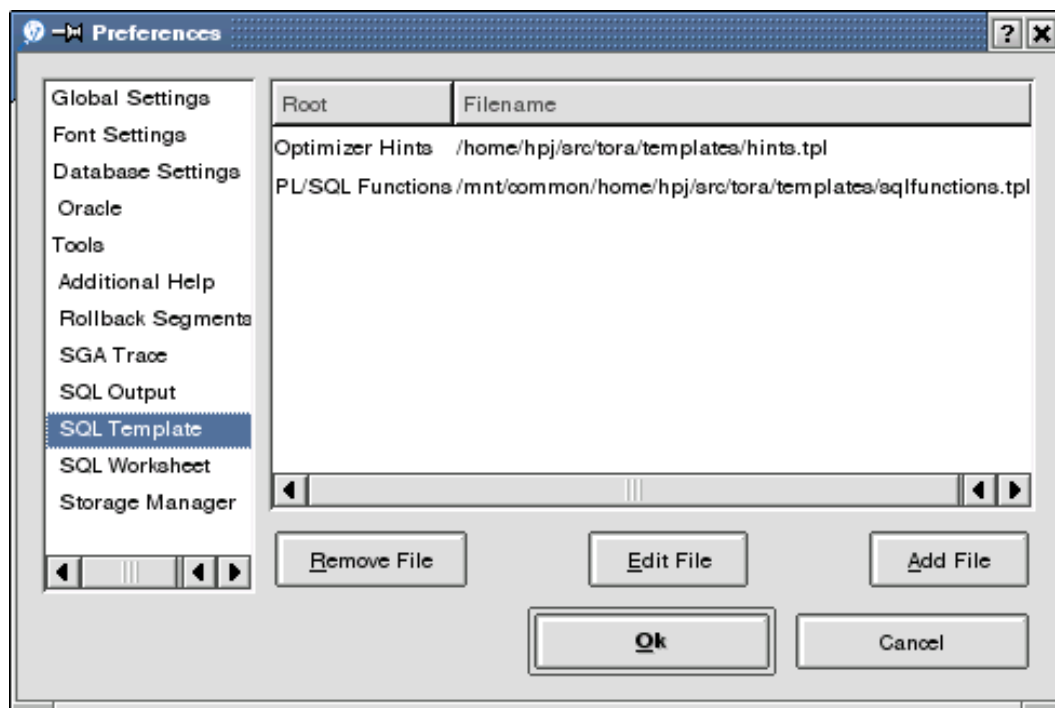 Preferences
Global Settings
Font Settings
Database Settings
Oracle
Tools
Additional Help
Rollback Segments
SGA Trace
SQL Output
SQL Template
SQL Worksheet
Storage Manager
Root Filename
Optimizer Hints /home/hpj/src/tora/templates/hints.tpl
PL/SQL Functions /mnt/common/home/hpj/src/tora/templates/sqlfunctions.tpl
Remove File Edit File Add File
Ok Cancel